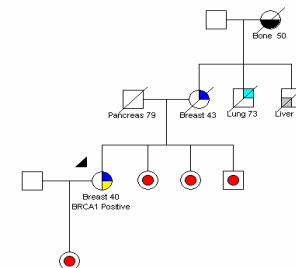 Bone 50
Pancreas 79
Breast 43
Lung 73
Liver
Breast 40
BRCA1 Positive